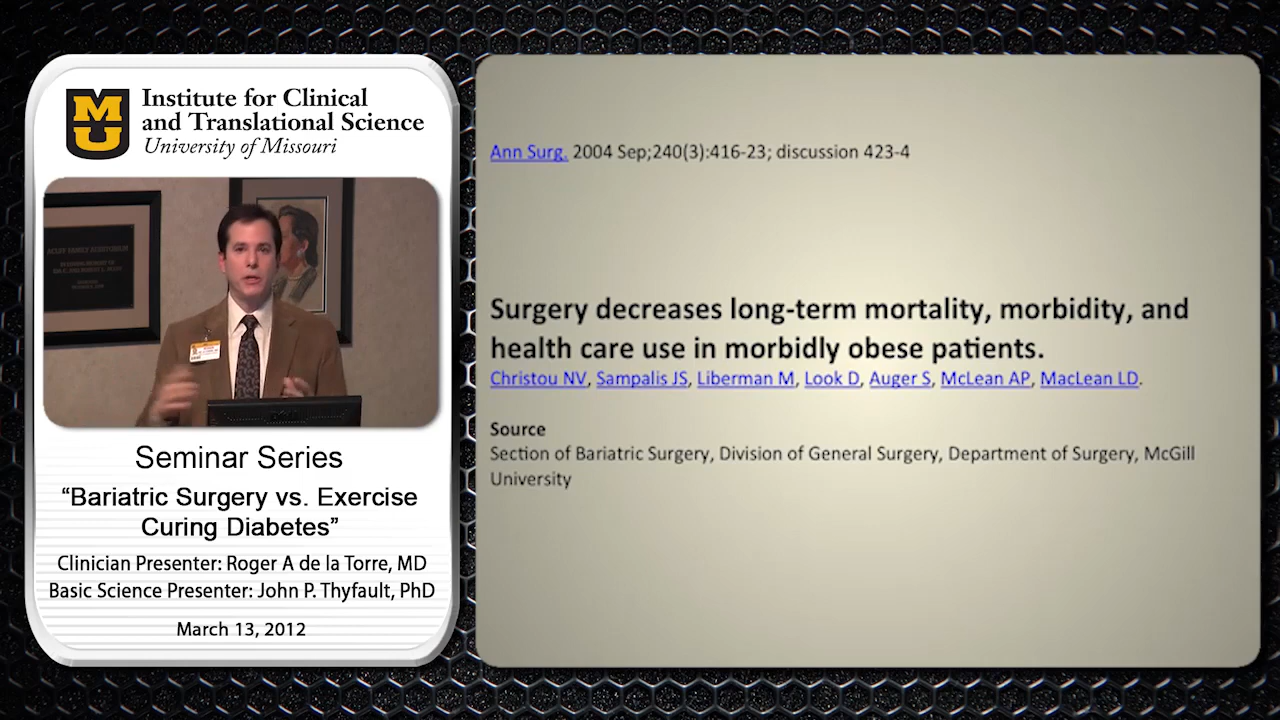 MU
Institute for Clinical
and Translational Science
University of Missouri
Seminar Series
“Bariatric Surgery vs. Exercise
Curing Diabetes”
Clinician Presenter: Roger A de la Torre, MD
Basic Science Presenter: John P. Thyfault, PhD
March 13, 2012
Ann Surg. 2004 Sep;240(3):416-23; discussion 423-4
Surgery decreases long-term mortality, morbidity, and
health care use in morbidly obese patients.
Christou NV, Sampalis JS, Liberman M, Look D, Auger S, McLean AP, MacLean LD.
Source
Section of Bariatric Surgery, Division of General Surgery, Department of Surgery, McGill
University